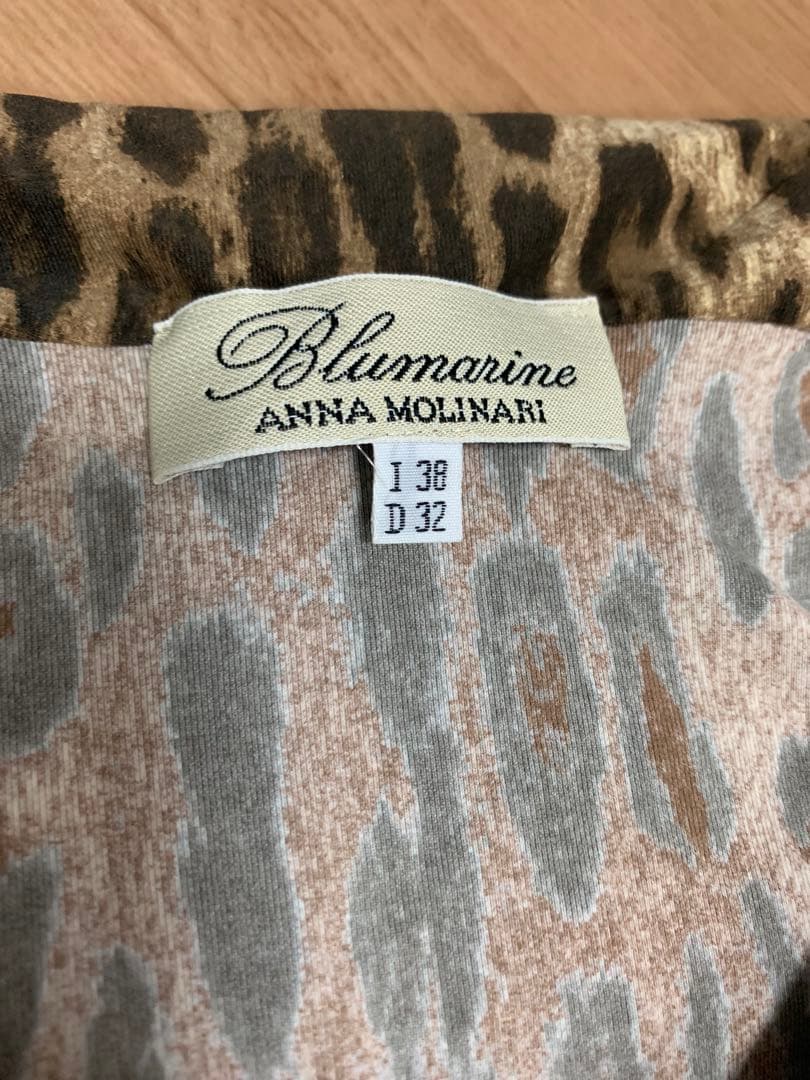 Blumarine
ANNA MOLINARI
I 38
D 32